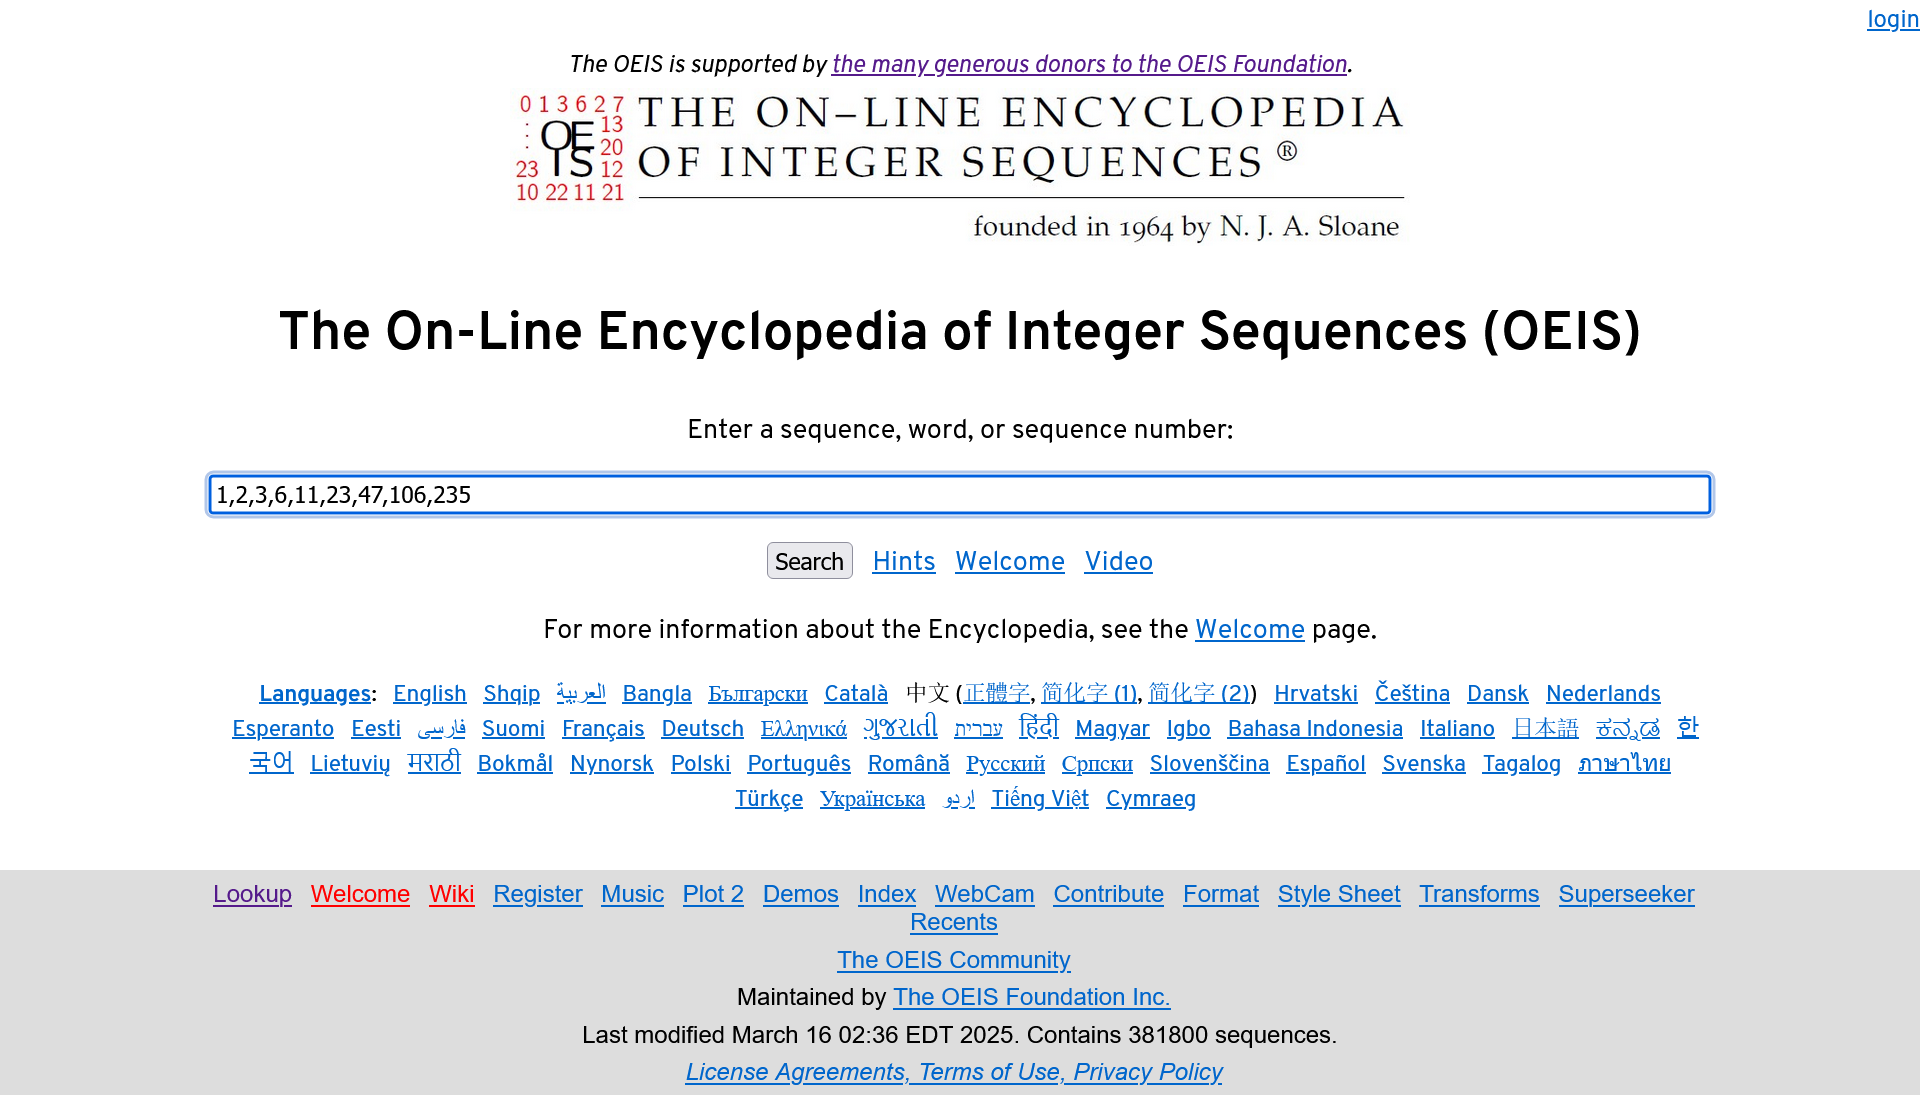 login
The OEIS is supported by the many generous donors to the OEIS Foundation.
0 1 3 6 2 7
: OE 13
: IS 20
23 12
10 22 11 21
THE ON-LINE ENCYCLOPEDIA
OF INTEGER SEQUENCES ®
founded in 1964 by N. J. A. Sloane
The On-Line Encyclopedia of Integer Sequences (OEIS)
Enter a sequence, word, or sequence number:
1,2,3,6,11,23,47,106,235
Search Hints Welcome Video
For more information about the Encyclopedia, see the Welcome page.
Languages: English Shqip العربية Bangla Български Català 中文 (正體字, 简化字 (1), 简化字 (2)) Hrvatski Čeština Dansk Nederlands
Esperanto Eesti فارسی Suomi Français Deutsch Ελληνικά ગુજરાતી עברית हिंदी Magyar Igbo Bahasa Indonesia Italiano 日本語 ಕನ್ನಡ 한
국어 Lietuvių मराठी Bokmål Nynorsk Polski Português Română Русский Српски Slovenščina Español Svenska Tagalog ภาษาไทย
Türkçe Українська اردو Tiếng Việt Cymraeg
Lookup Welcome Wiki Register Music Plot 2 Demos Index WebCam Contribute Format Style Sheet Transforms Superseeker
Recents
The OEIS Community
Maintained by The OEIS Foundation Inc.
Last modified March 16 02:36 EDT 2025. Contains 381800 sequences.
License Agreements, Terms of Use, Privacy Policy